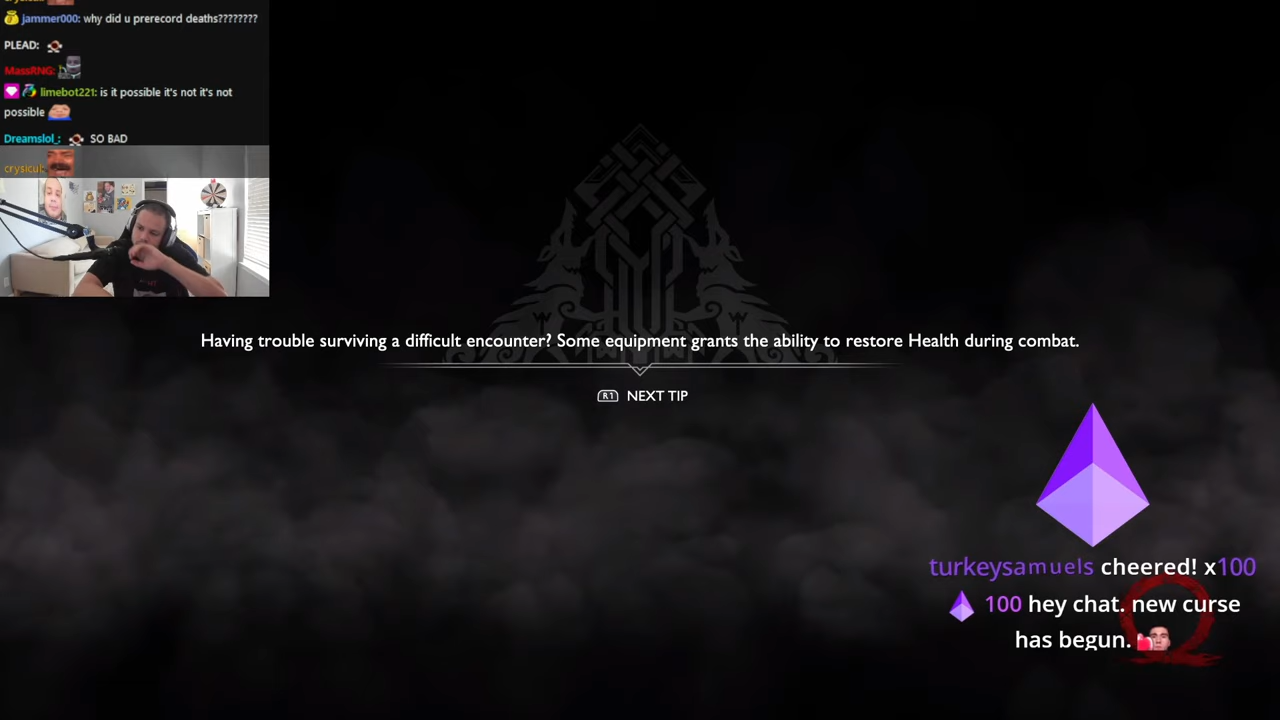 jammer000: why did u prerecord deaths????????
PLEAD:
MassRNG:
limebot221: is it possible it's not it's not
possible
Dreamslol_: SO BAD
crysicul:
Having trouble surviving a difficult encounter? Some equipment grants the ability to restore Health during combat.
R1 NEXT TIP
turkeysamuels cheered! x100
100 hey chat. new curse
has begun.